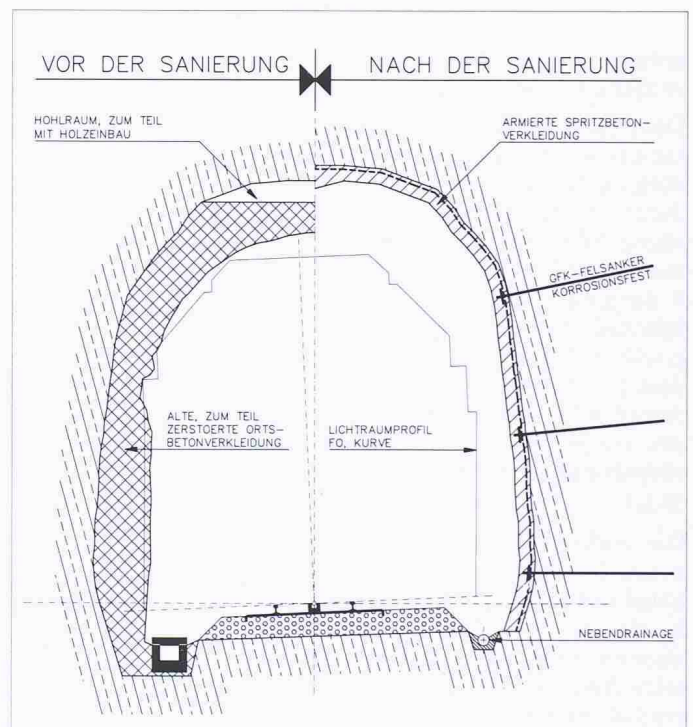 VOR DER SANIERUNG
NACH DER SANIERUNG
HOHLRAUM, ZUM TEIL
MIT HOLZEINBAU
ARMIERTE SPRITZBETON-
VERKLEIDUNG
GFK-FELSANKER
KORROSIONSFEST
ALTE, ZUM TEIL
ZERSTOERTE ORTS-
BETONVERKLEIDUNG
LICHTRAUMPROFIL
FO, KURVE
NEBENDRAINAGE